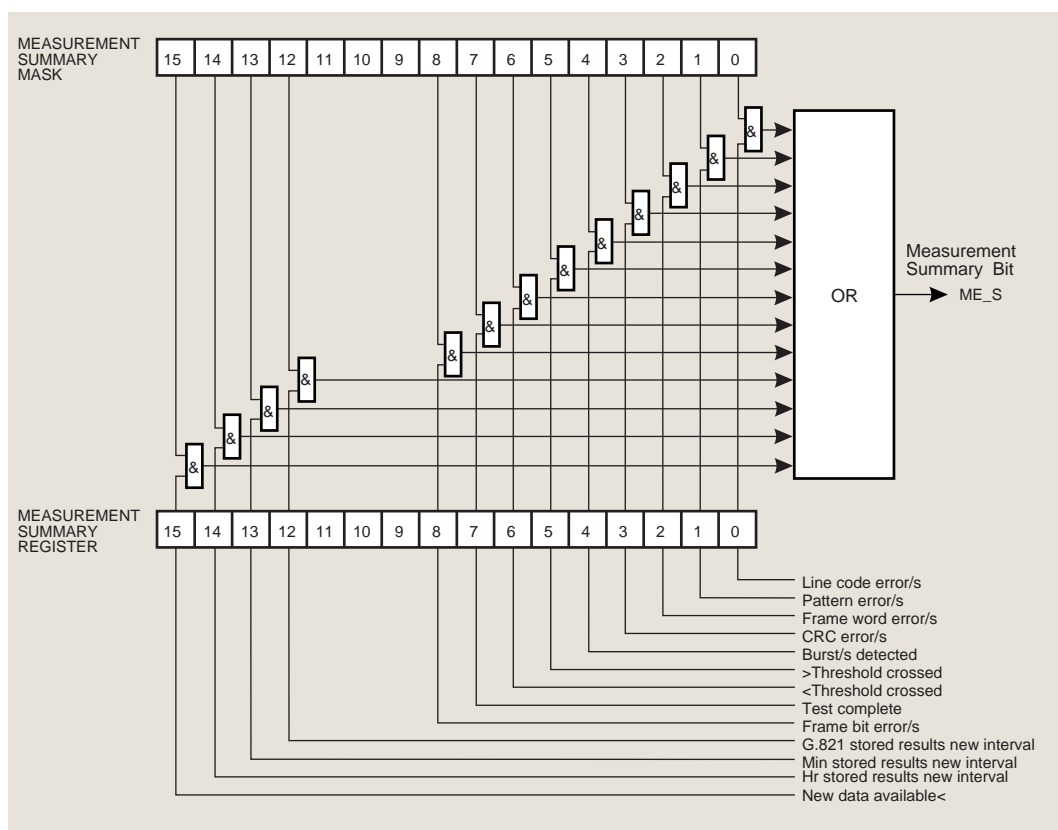 MEASUREMENT
SUMMARY
MASK
15 14 13 12 11 10 9 8 7 6 5 4 3 2 1 0
&
&
&
&
&
&
&
&
&
&
&
&
&
OR
Measurement
Summary Bit
ME_S
MEASUREMENT
SUMMARY
REGISTER
15 14 13 12 11 10 9 8 7 6 5 4 3 2 1 0
Line code error/s
Pattern error/s
Frame word error/s
CRC error/s
Burst/s detected
>Threshold crossed
<Threshold crossed
Test complete
Frame bit error/s
G.821 stored results new interval
Min stored results new interval
Hr stored results new interval
New data available<